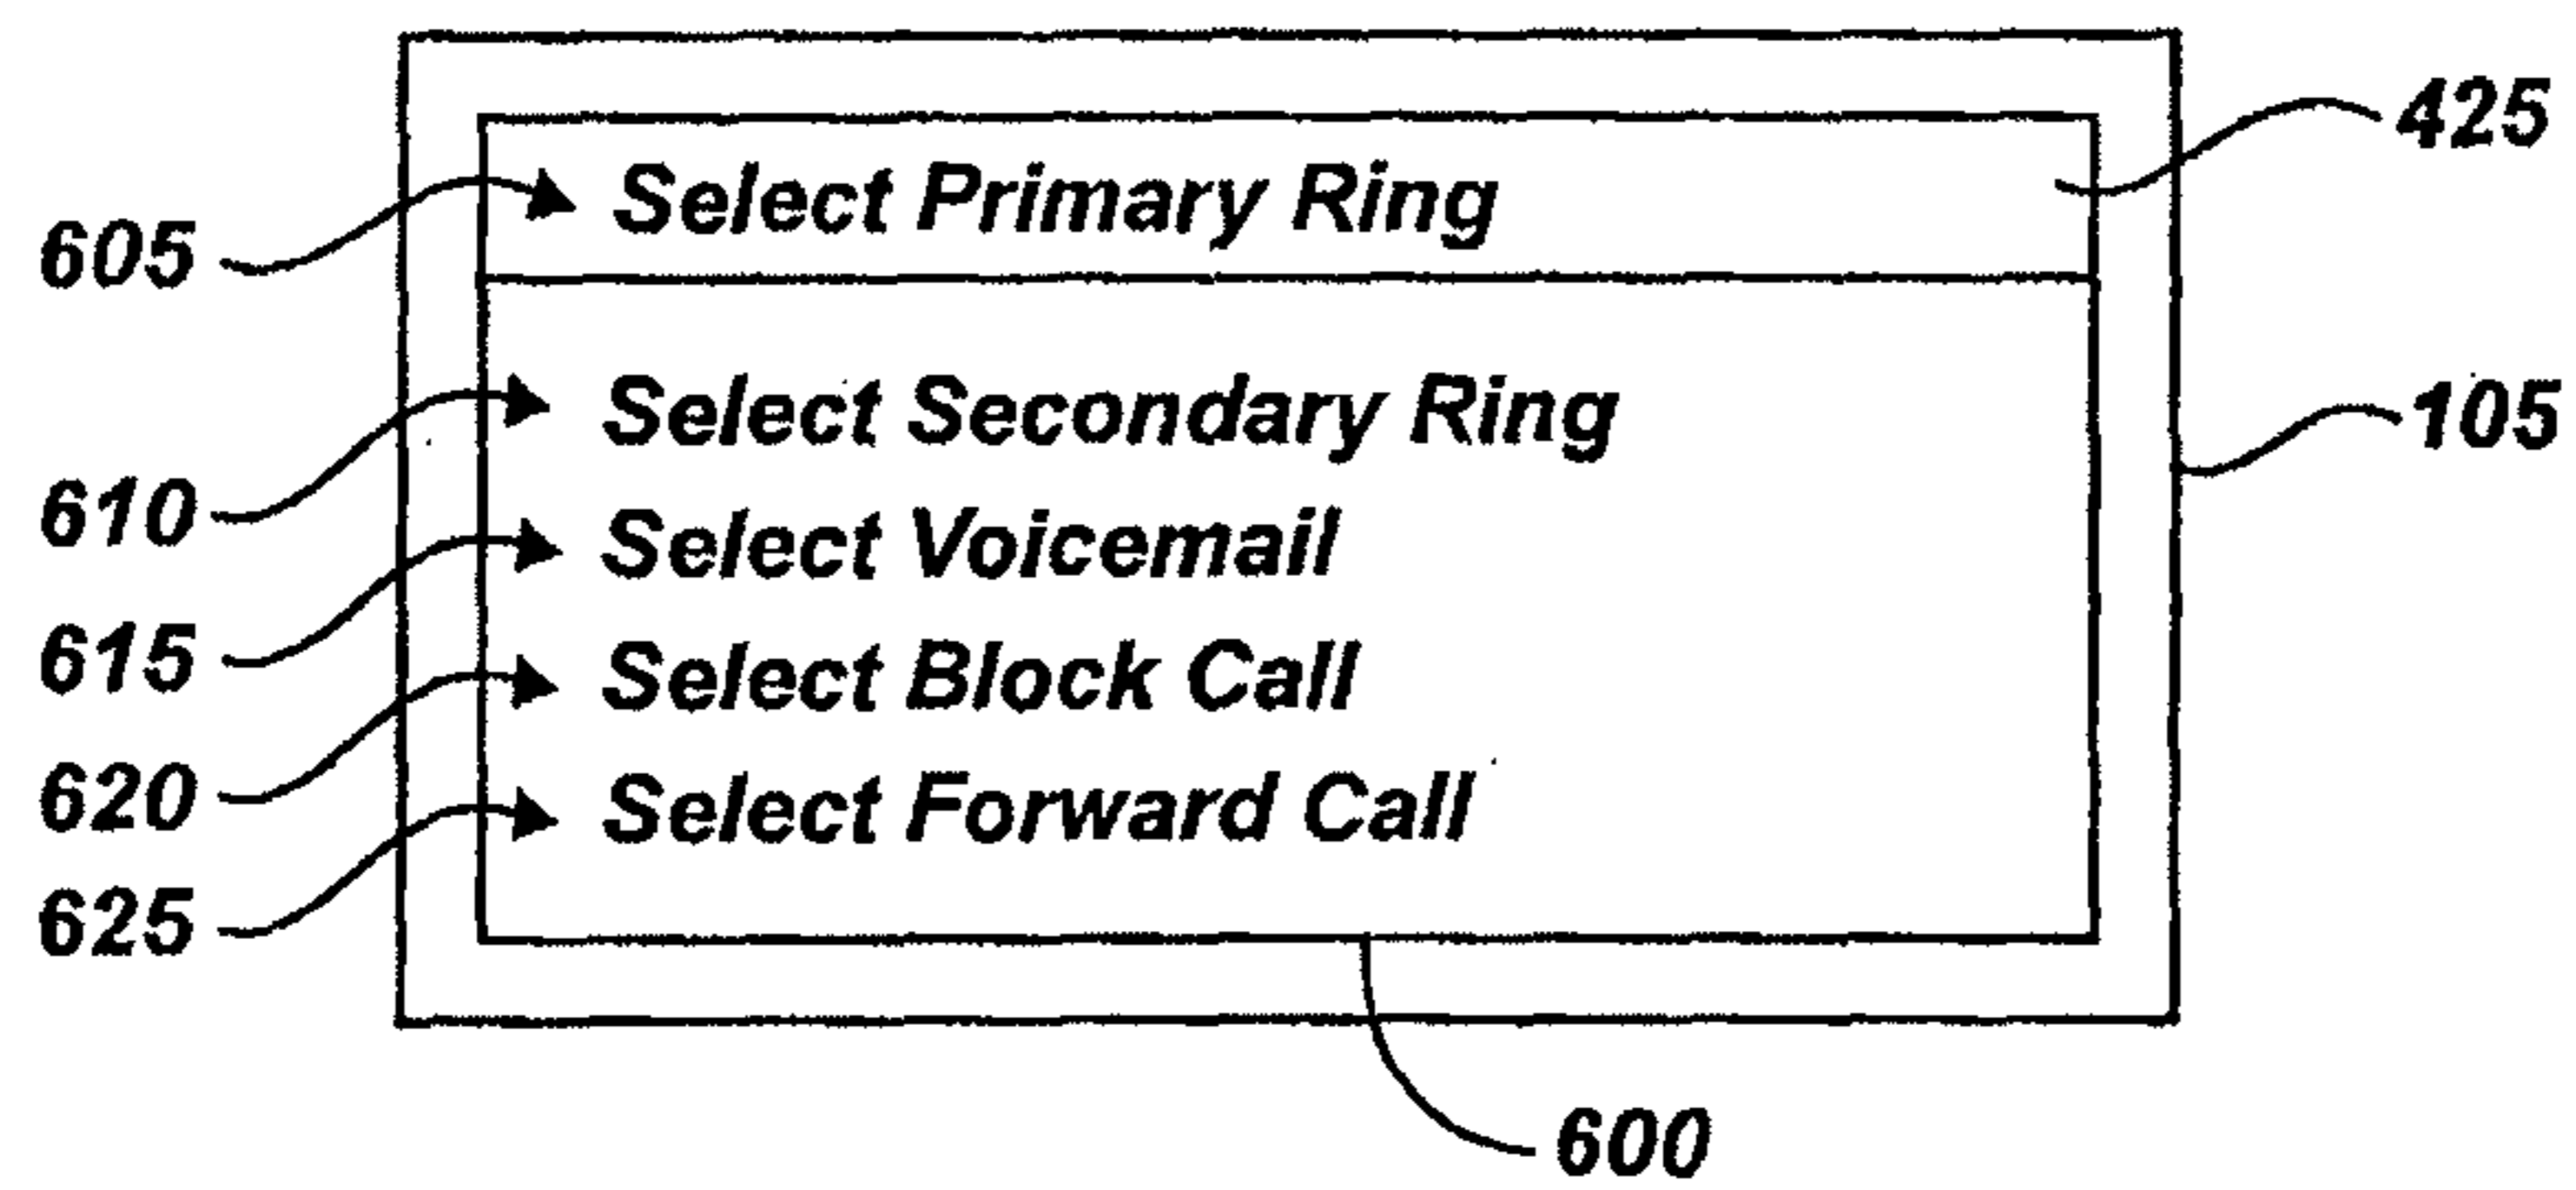 425
605 Select Primary Ring
105
610 Select Secondary Ring
615 Select Voicemail
620 Select Block Call
625 Select Forward Call
600